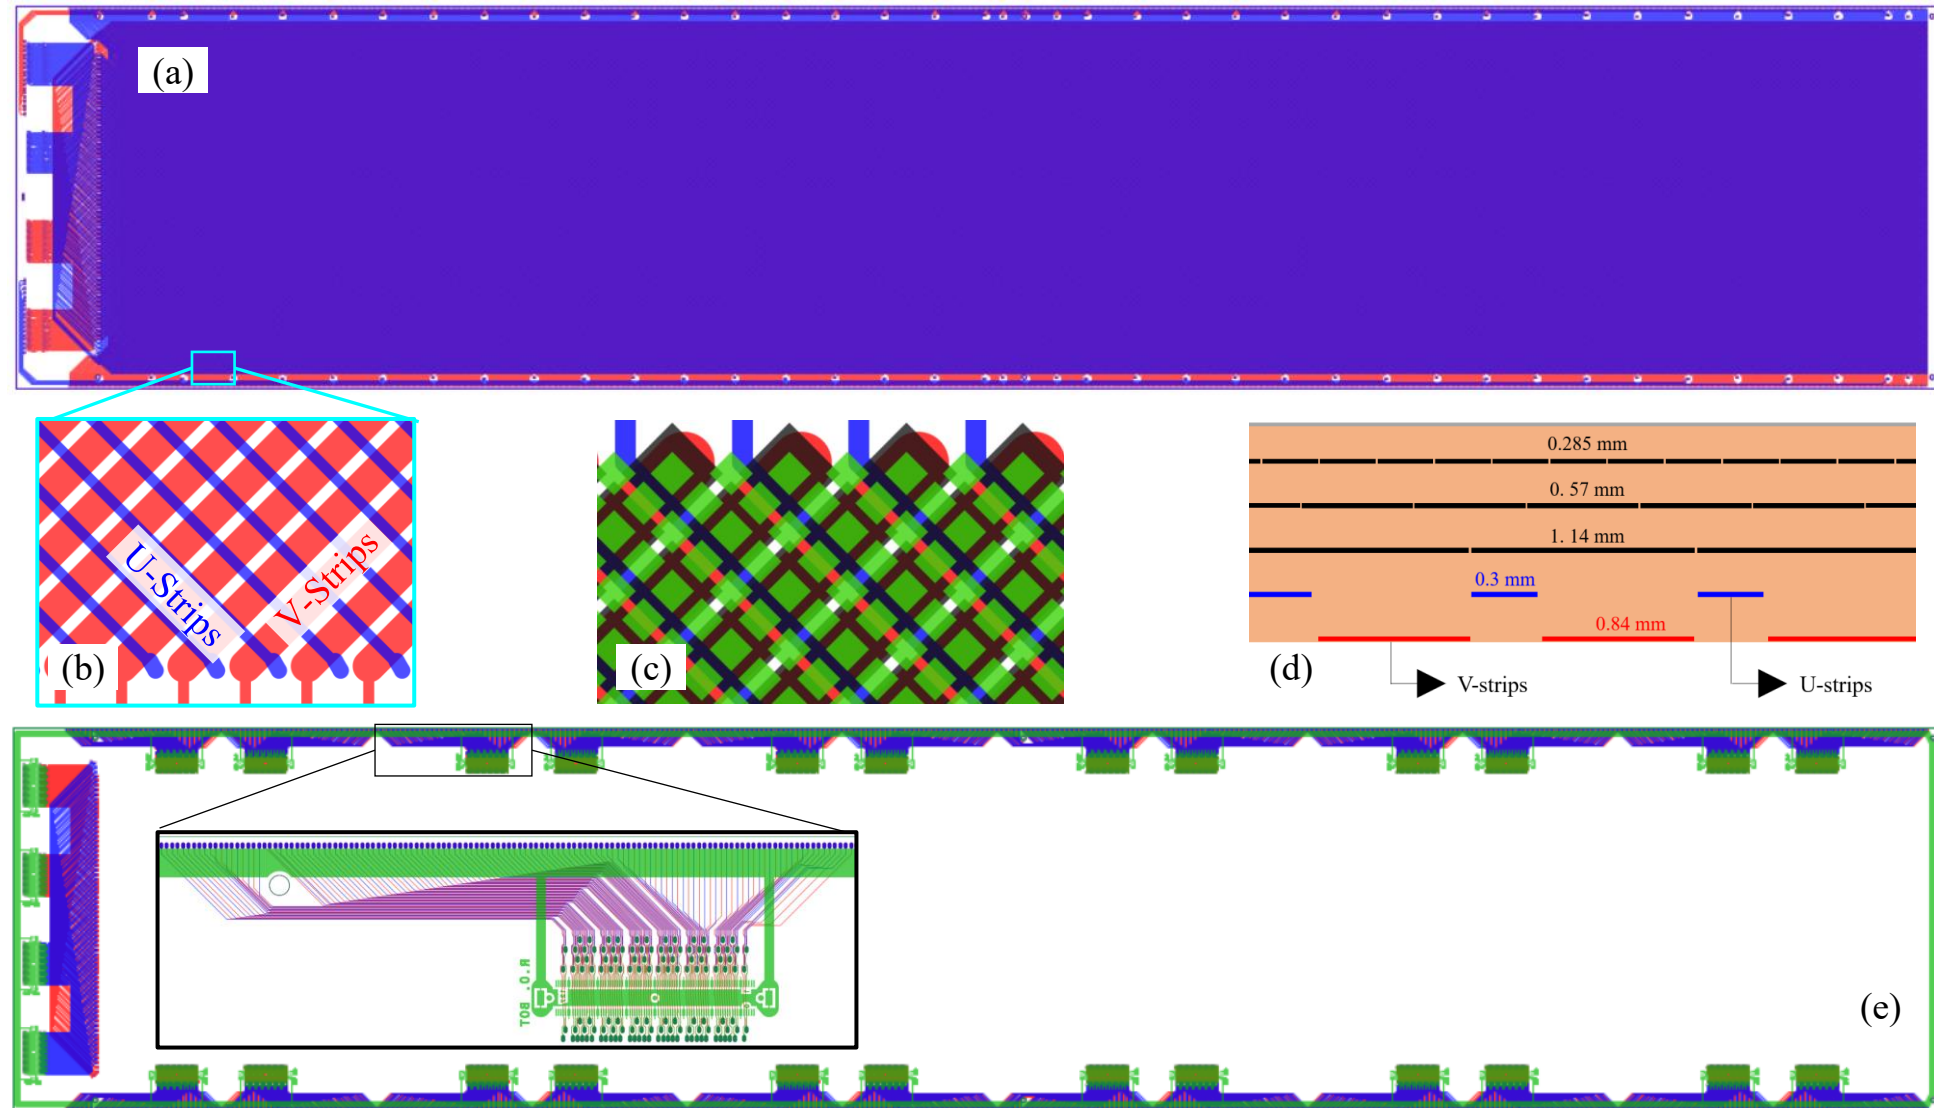 (a)
U-Strips
V-Strips
(b)
(c)
0.285 mm
0. 57 mm
1. 14 mm
0.3 mm
0.84 mm
(d)
V-strips
U-strips
R.O. BOT
(e)